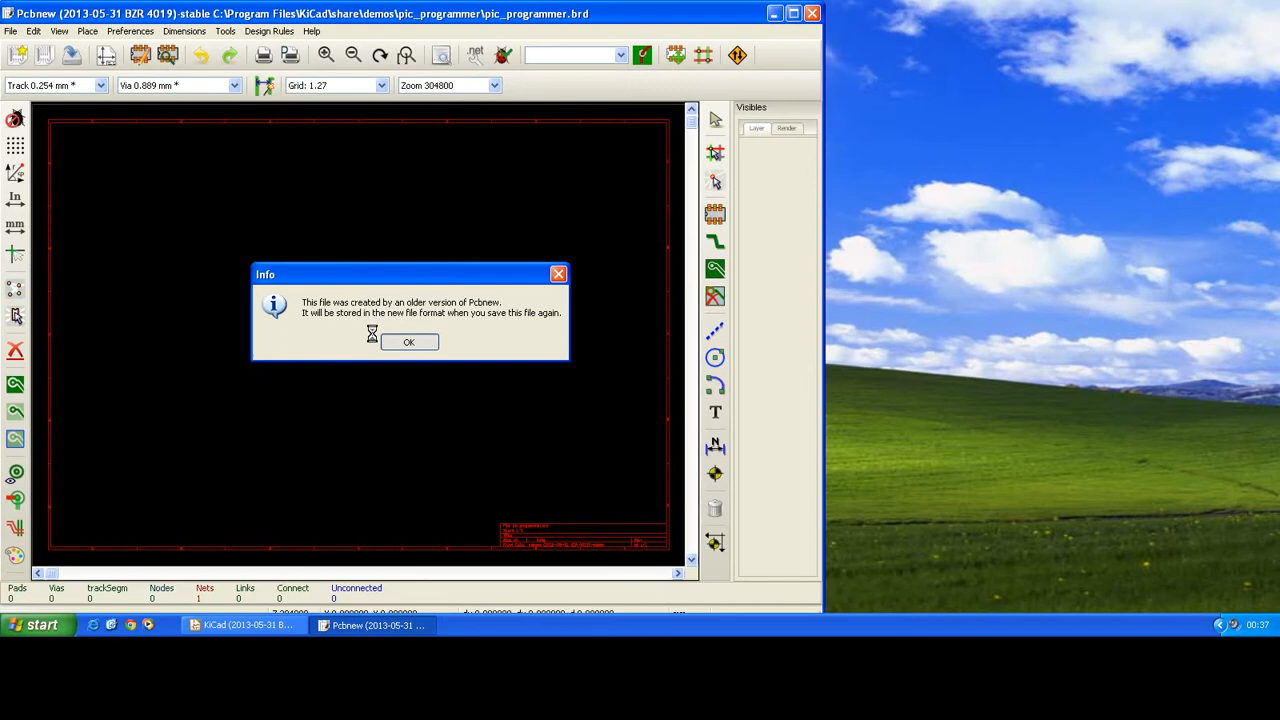 Pcbnew (2013-05-31 BZR 4019)-stable C:\Program Files\KiCad\share\demos\pic_programmer\pic_programmer.brd
File Edit View Place Preferences Dimensions Tools Design Rules Help
.net
Track 0.254 mm * Via 0.889 mm * Grid: 1.27 Zoom 304800
Visibles
Layer Render
In
mm
Info
This file was created by an older version of Pcbnew.
It will be stored in the new file format when you save this file again.
OK
T
N
Pads Vias trackSegm Nodes Nets Links Connect Unconnected
0 0 0 0 1 0 0 0
start KiCad (2013-05-31 B... Pcbnew (2013-05-31 ... 00:37